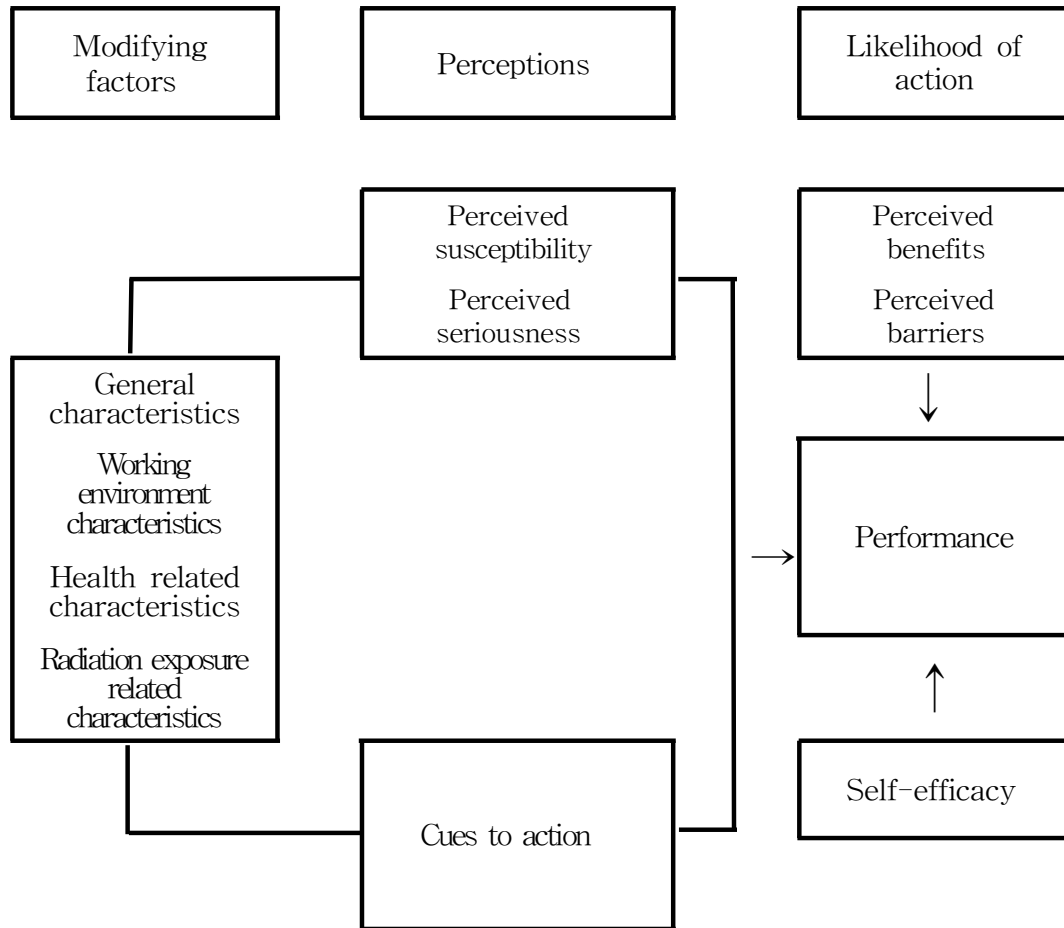 Modifying
factors
Perceptions
Likelihood of
action
Perceived
susceptibility
Perceived
seriousness
Perceived
benefits
Perceived
barriers
General
characteristics
Working
environment
characteristics
Health related
characteristics
Radiation exposure
related
characteristics
Performance
Cues to action
Self-efficacy